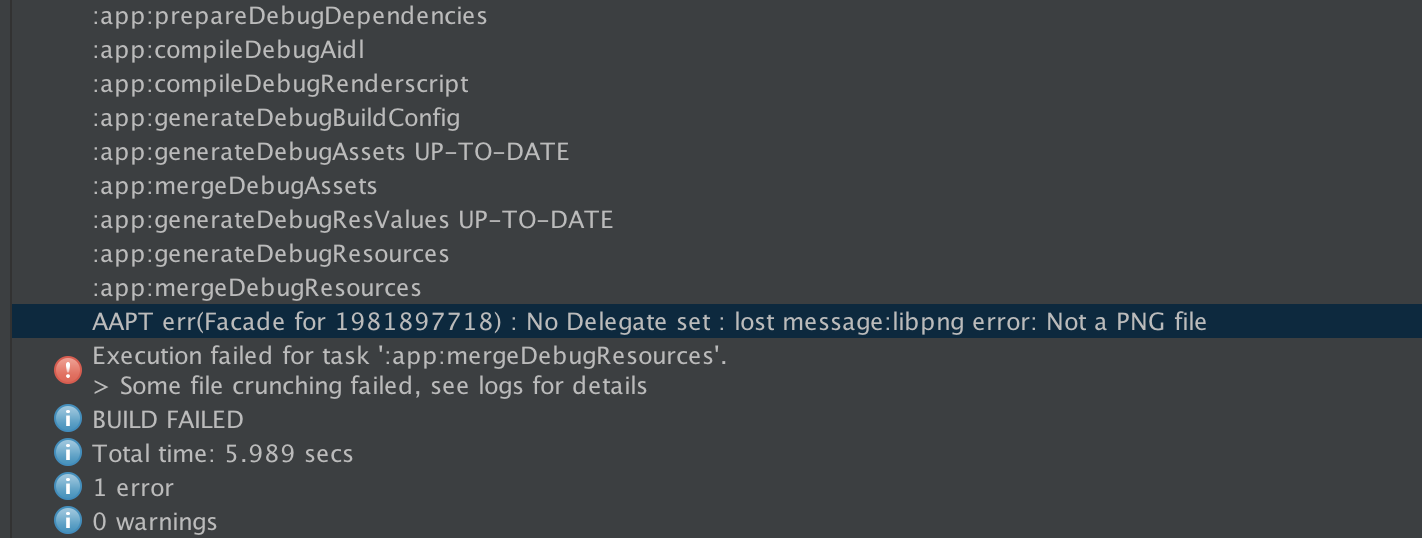 :app:prepareDebugDependencies
:app:compileDebugAidl
:app:compileDebugRenderscript
:app:generateDebugBuildConfig
:app:generateDebugAssets UP-TO-DATE
:app:mergeDebugAssets
:app:generateDebugResValues UP-TO-DATE
:app:generateDebugResources
:app:mergeDebugResources
AAPT err(Facade for 1981897718) : No Delegate set : lost message:libpng error: Not a PNG file
Execution failed for task ':app:mergeDebugResources'.
> Some file crunching failed, see logs for details
BUILD FAILED
Total time: 5.989 secs
1 error
0 warnings